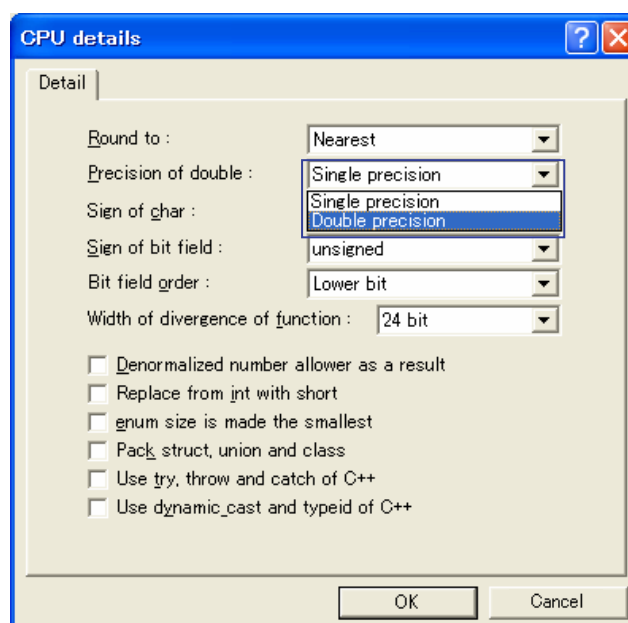 CPU details
Detail
Round to : Nearest
Precision of double : Single precision
Single precision
Sign of char : Double precision
Sign of bit field : unsigned
Bit field order : Lower bit
Width of divergence of function : 24 bit
Denormalized number allower as a result
Replace from int with short
enum size is made the smallest
Pack struct, union and class
Use try, throw and catch of C++
Use dynamic_cast and typeid of C++
OK Cancel